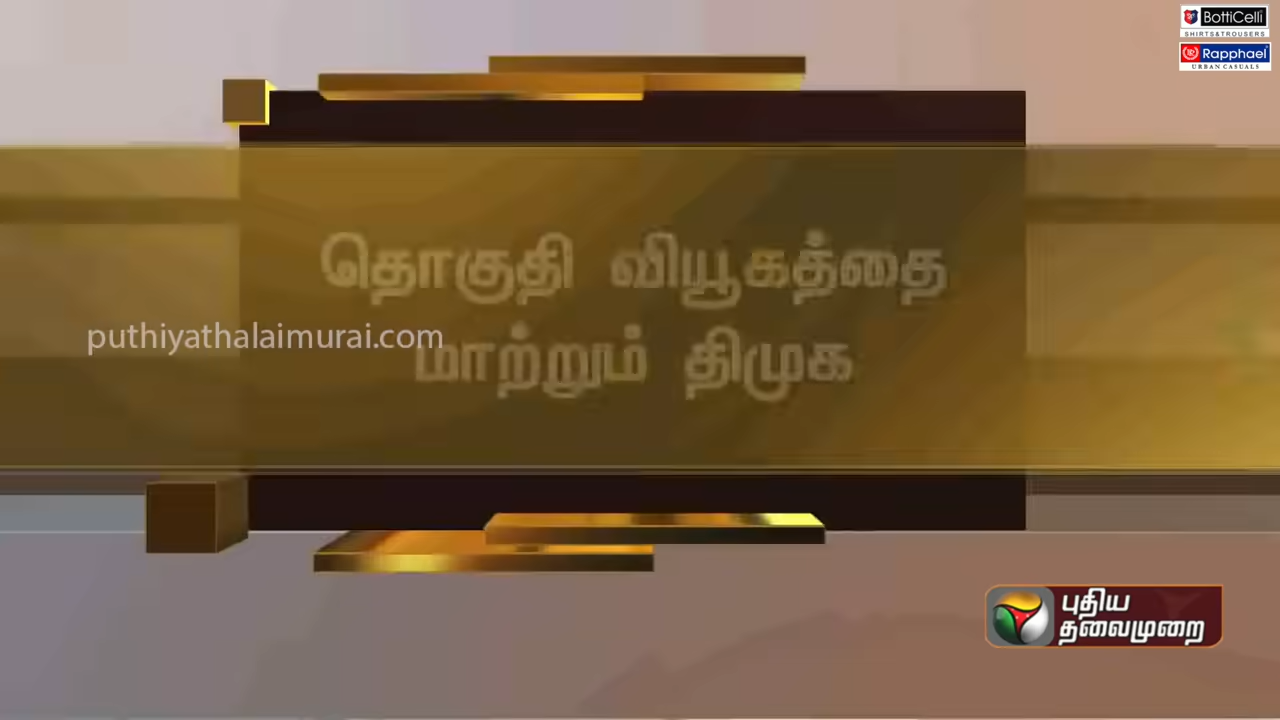 BottiCelli
SHIRTS&TROUSERS
Rapphael
URBAN CASUALS
தொகுதி வியூகத்தை
puthiyathalaimurai.com
மாற்றும் திமுக
புதிய
தலைமுறை